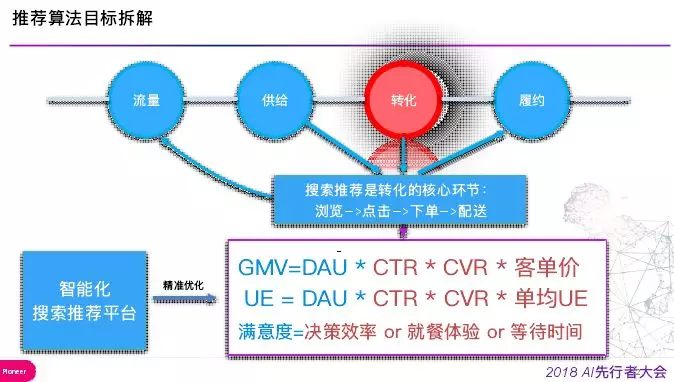 推荐算法目标拆解
流量
供给
转化
履约
搜索推荐是转化的核心环节：
浏览->点击->下单->配送
智能化
搜索推荐平台
精准优化
GMV=DAU * CTR * CVR * 客单价
UE = DAU * CTR * CVR * 单均UE
满意度=决策效率 or 就餐体验 or 等待时间
Pioneer
2018 AI先行者大会